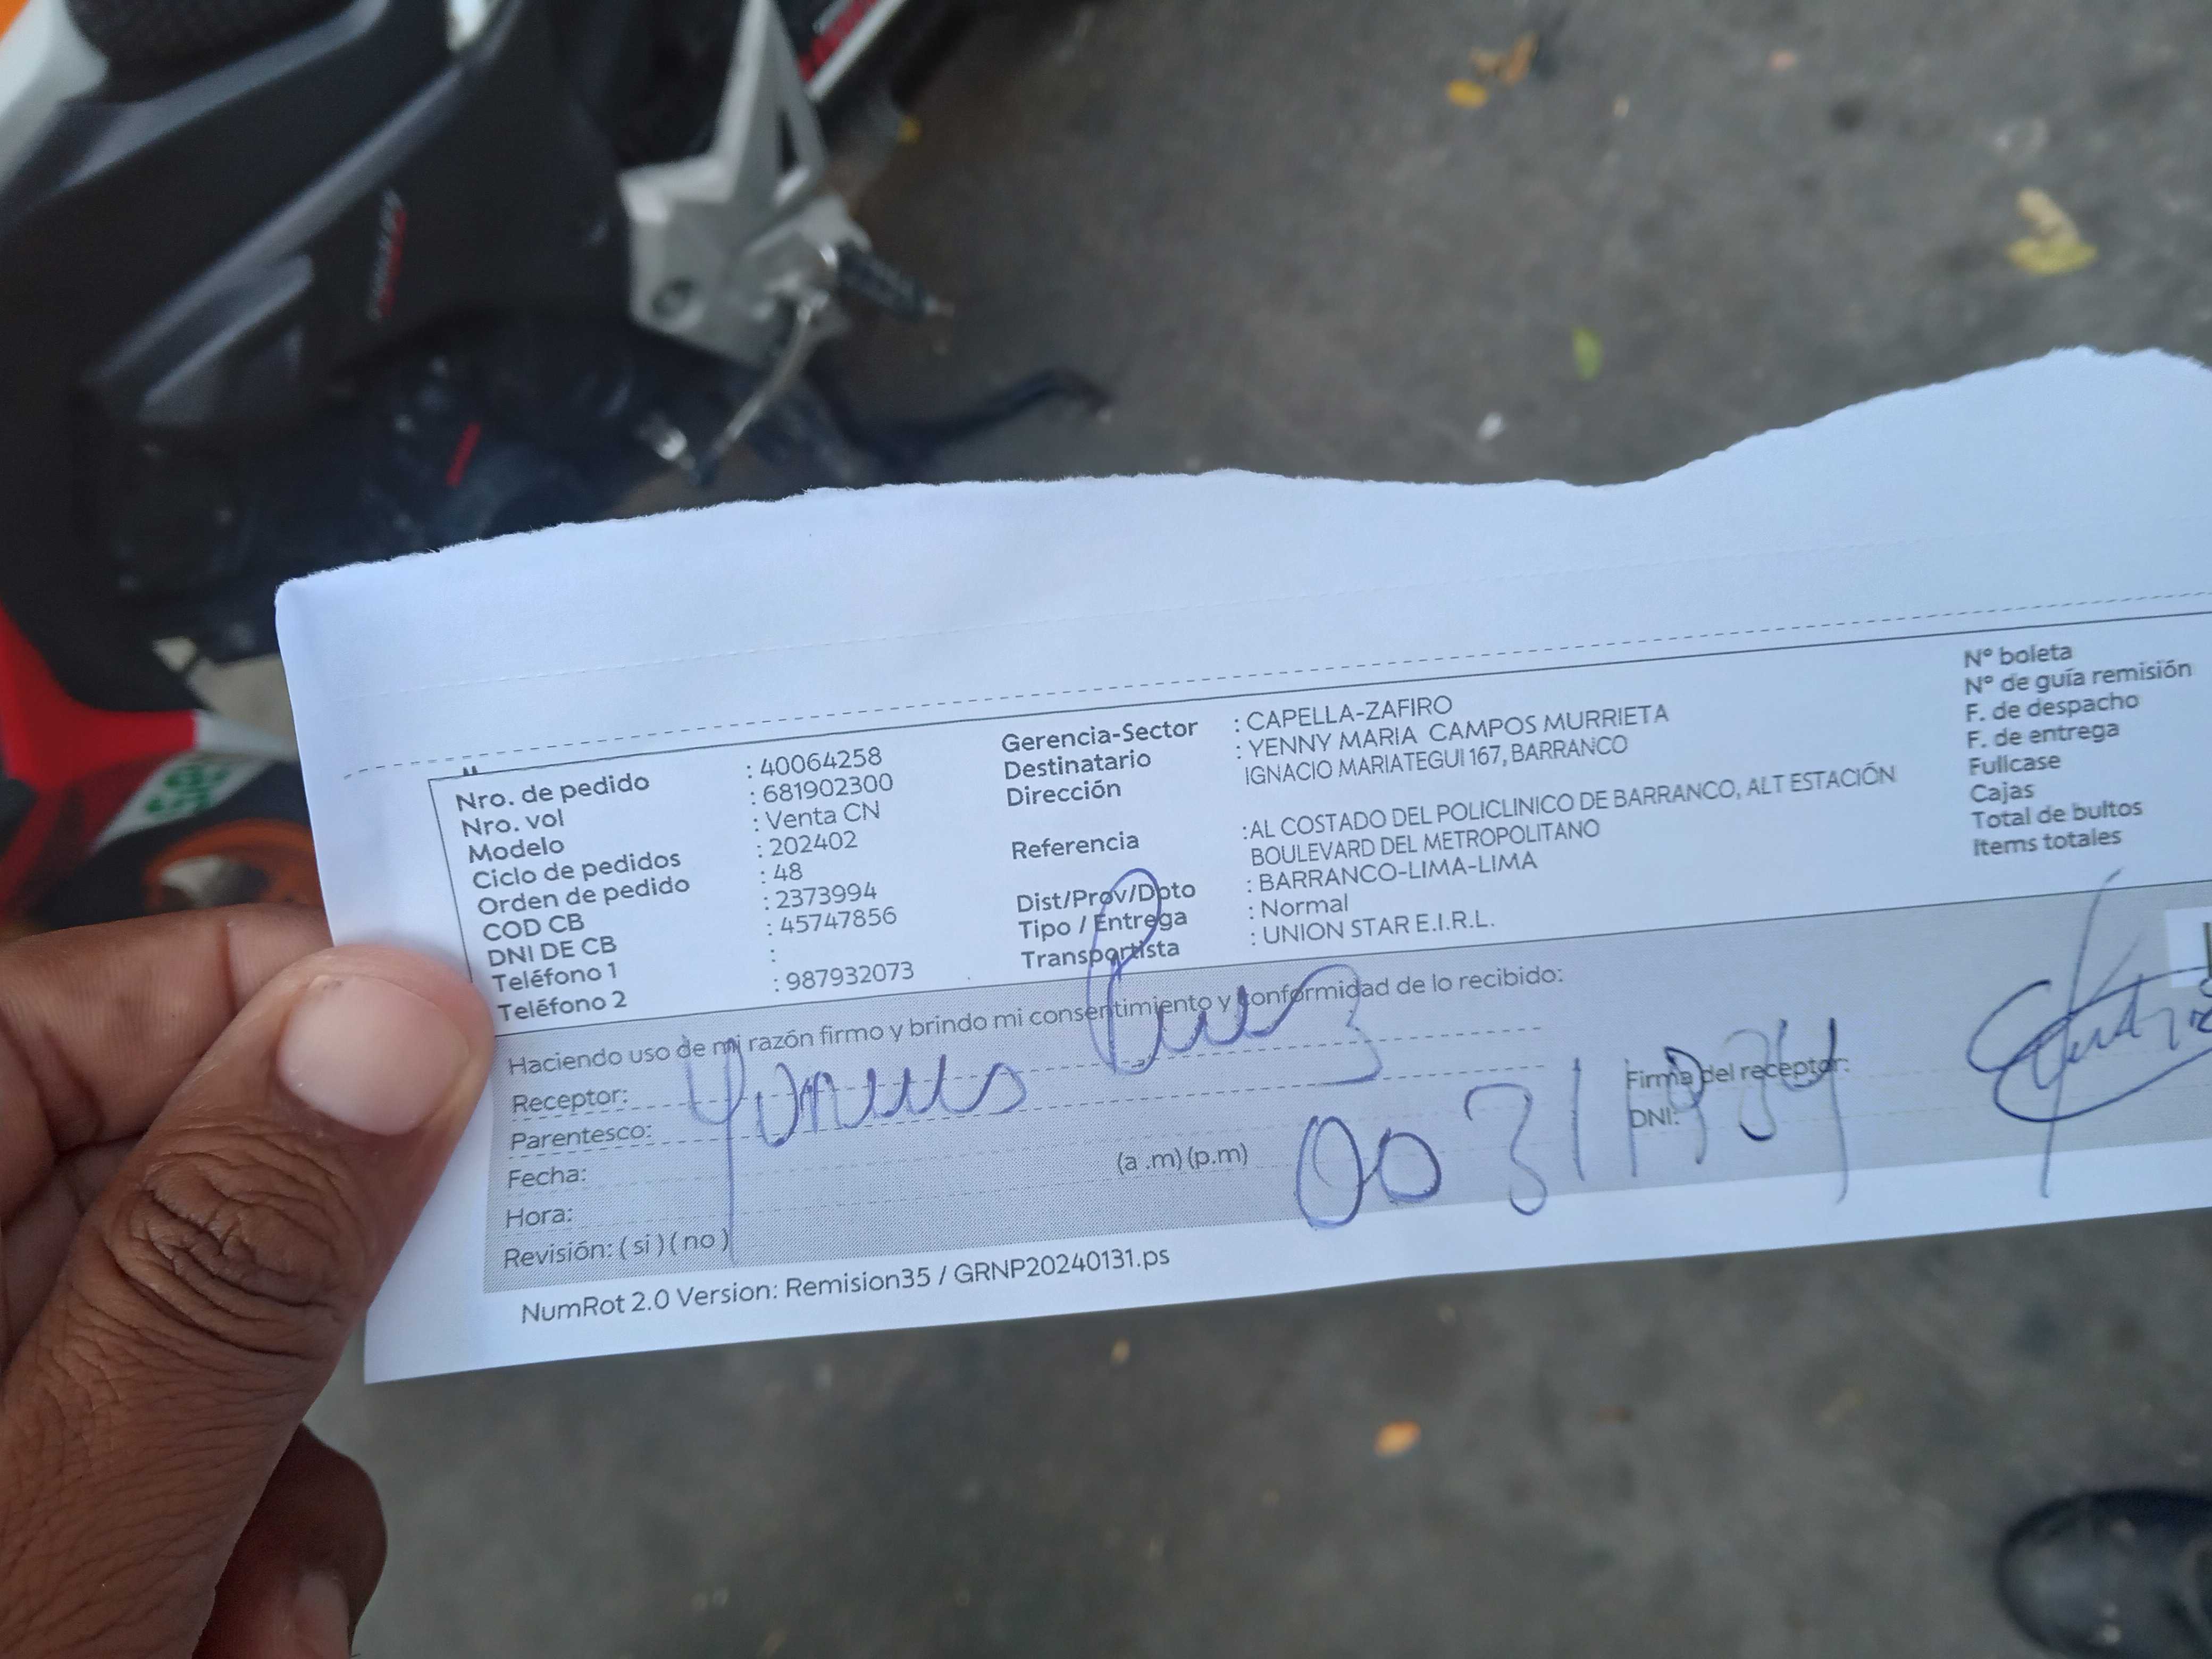 Nro. de pedido : 40064258
Nro. vol : 681902300
Modelo : Venta CN
Ciclo de pedidos : 202402
Orden de pedido : 48
COD CB : 2373994
DNI DE CB : 45747856
Teléfono 1 :
Teléfono 2 : 987932073
Gerencia-Sector : CAPELLA-ZAFIRO
Destinatario : YENNY MARIA CAMPOS MURRIETA
Dirección IGNACIO MARIATEGUI 167, BARRANCO
Referencia :AL COSTADO DEL POLICLINICO DE BARRANCO, ALT ESTACIÓN
BOULEVARD DEL METROPOLITANO
Dist/Prov/Dpto : BARRANCO-LIMA-LIMA
Tipo / Entrega : Normal
Transportista : UNION STAR E.I.R.L.
N° boleta
N° de guía remisión
F. de despacho
F. de entrega
Fullcase
Cajas
Total de bultos
Items totales
Haciendo uso de mi razón firmo y brindo mi consentimiento y conformidad de lo recibido:
Receptor:
Parentesco:
Fecha:
Hora: (a .m) (p.m)
Revisión: ( si ) ( no )
Firma del receptor:
DNI:
NumRot 2.0 Version: Remision35 / GRNP20240131.ps